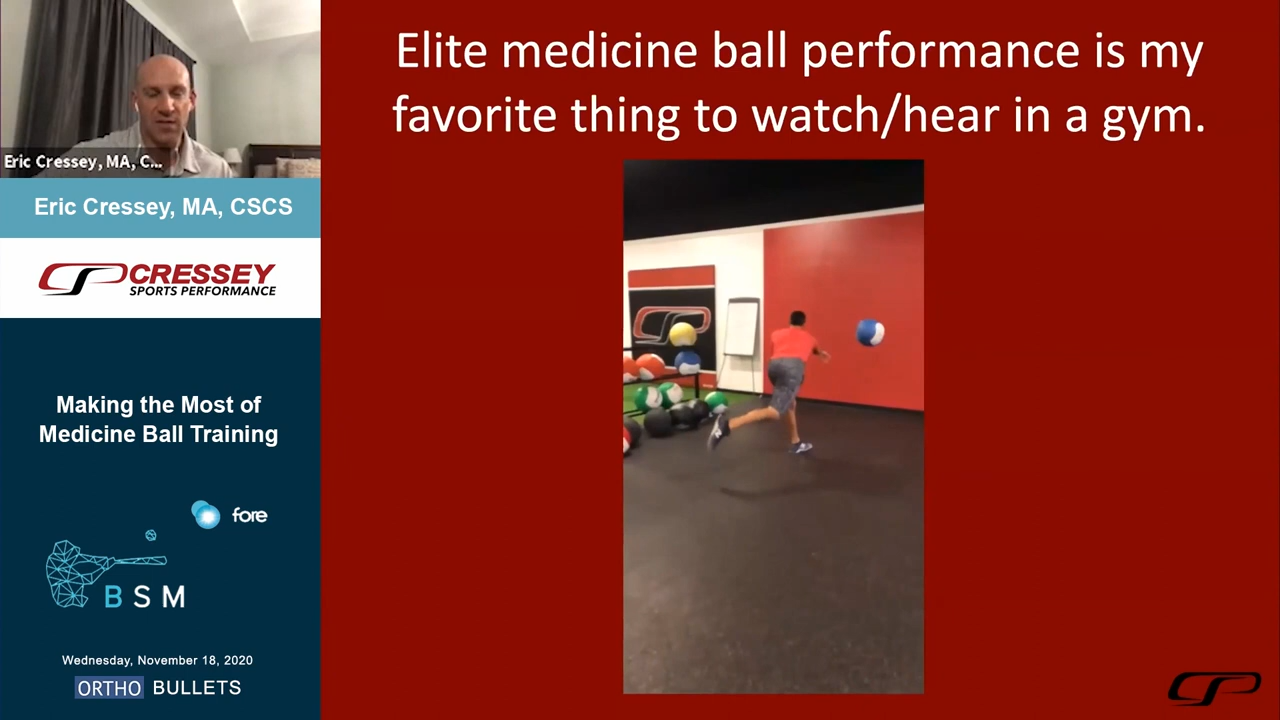 Elite medicine ball performance is my
favorite thing to watch/hear in a gym.
Eric Cressey, MA, C...
Eric Cressey, MA, CSCS
CRESSEY
SPORTS PERFORMANCE
Making the Most of
Medicine Ball Training
fore
BSM
Wednesday, November 18, 2020
ORTHO BULLETS